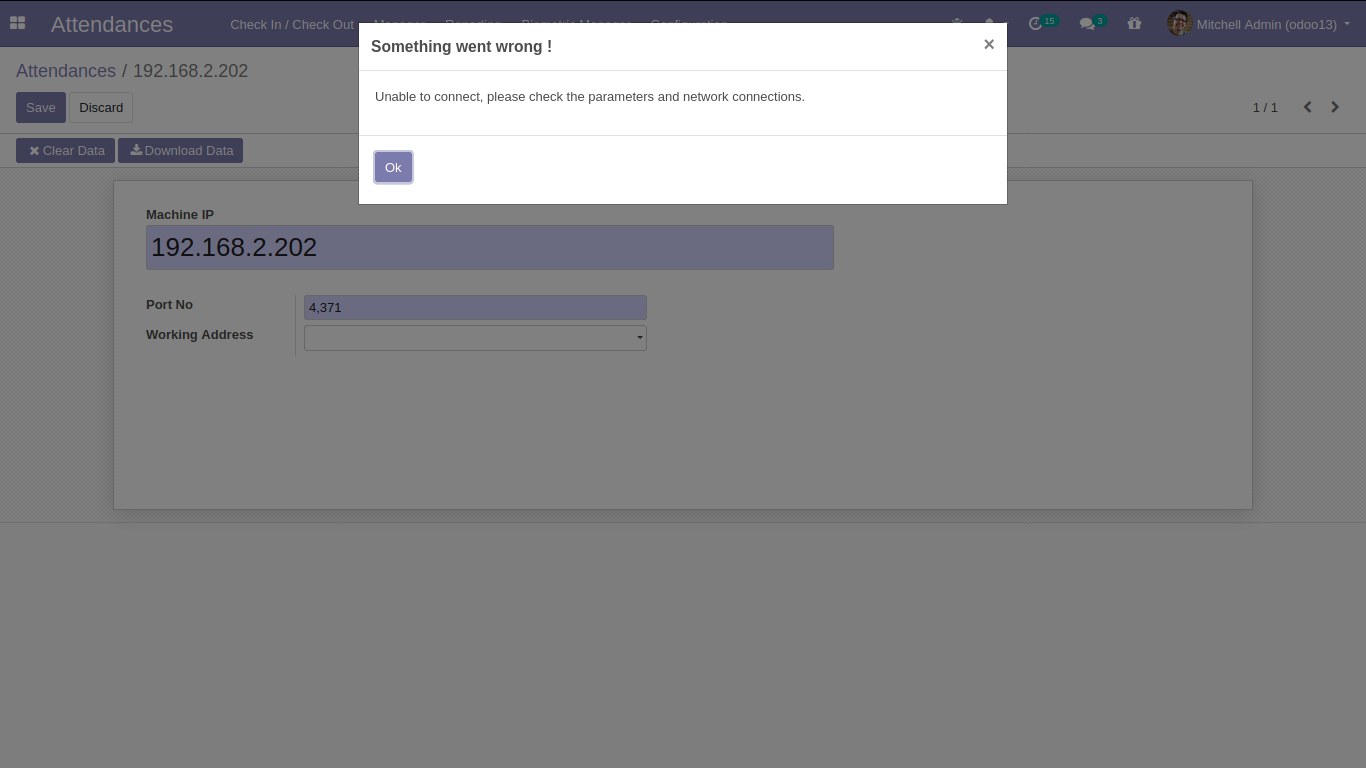 Attendances Check In / Check Out 15 3 Mitchell Admin (odoo13)
Something went wrong ! ×
Attendances / 192.168.2.202
Unable to connect, please check the parameters and network connections.
Save Discard 1 / 1
Clear Data Download Data
Ok
Machine IP
192.168.2.202
Port No 4,371
Working Address